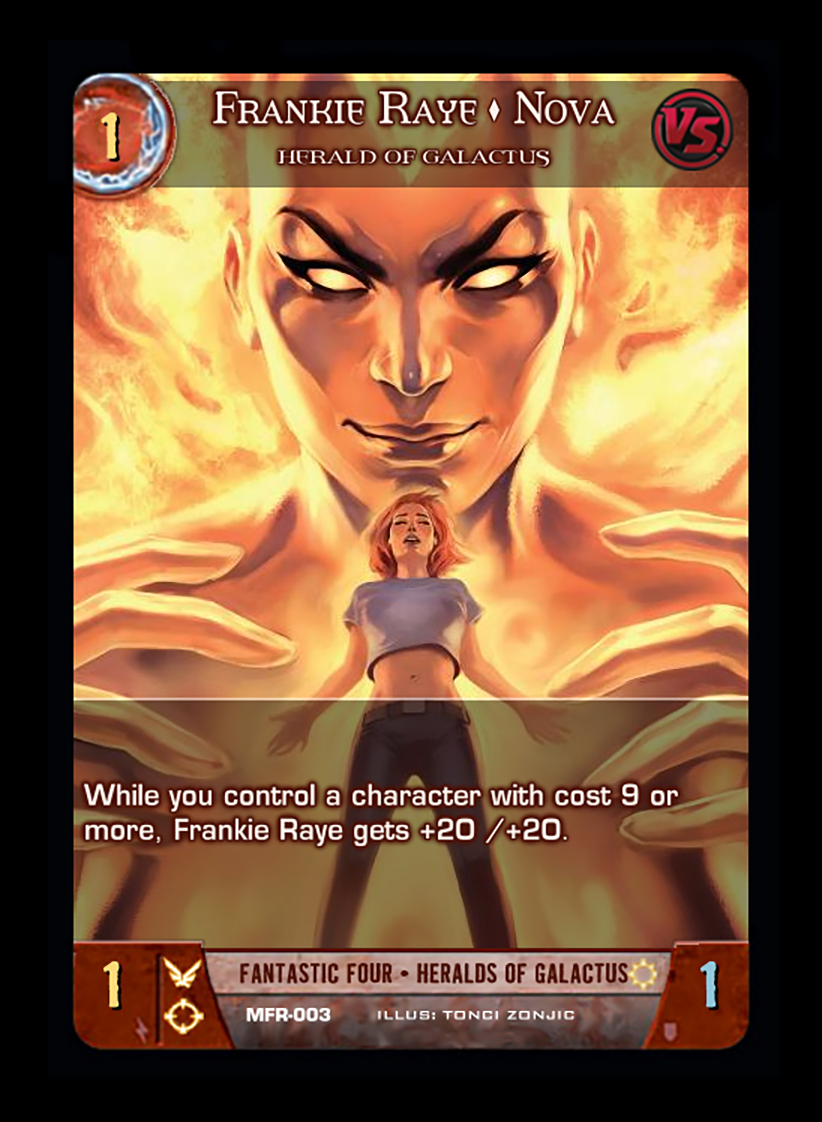 1
Frankie Raye ♦ Nova
VS.
Herald of Galactus
While you control a character with cost 9 or
more, Frankie Raye gets +20 /+20.
1
FANTASTIC FOUR • HERALDS OF GALACTUS
1
MFR-003 ILLUS: TONCI ZONJIC